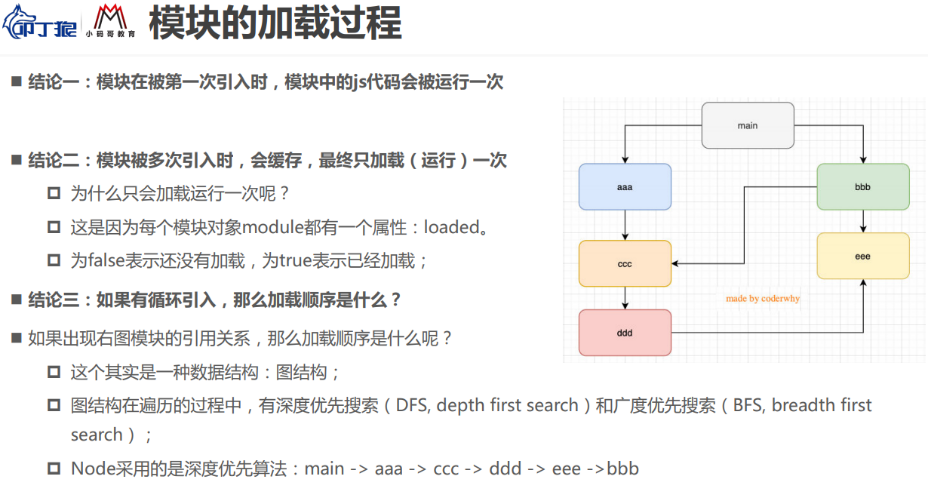 叩丁狼
小码哥教育
模块的加载过程
结论一：模块在被第一次引入时，模块中的js代码会被运行一次
结论二：模块被多次引入时，会缓存，最终只加载（运行）一次
为什么只会加载运行一次呢？
这是因为每个模块对象module都有一个属性：loaded。
为false表示还没有加载，为true表示已经加载；
结论三：如果有循环引入，那么加载顺序是什么？
如果出现右图模块的引用关系，那么加载顺序是什么呢？
这个其实是一种数据结构：图结构；
图结构在遍历的过程中，有深度优先搜索（DFS, depth first search）和广度优先搜索（BFS, breadth first
search）；
Node采用的是深度优先算法：main -> aaa -> ccc -> ddd -> eee ->bbb
main
aaa
bbb
ccc
eee
made by coderwhy
ddd